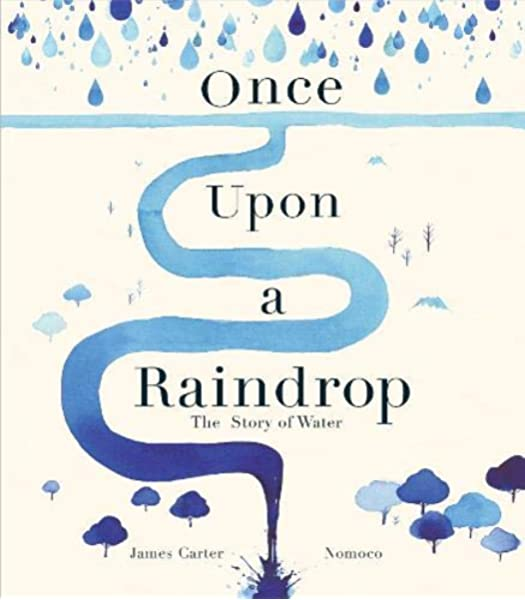 Once
Upon
a
Raindrop
The Story of Water
James Carter Nomoco